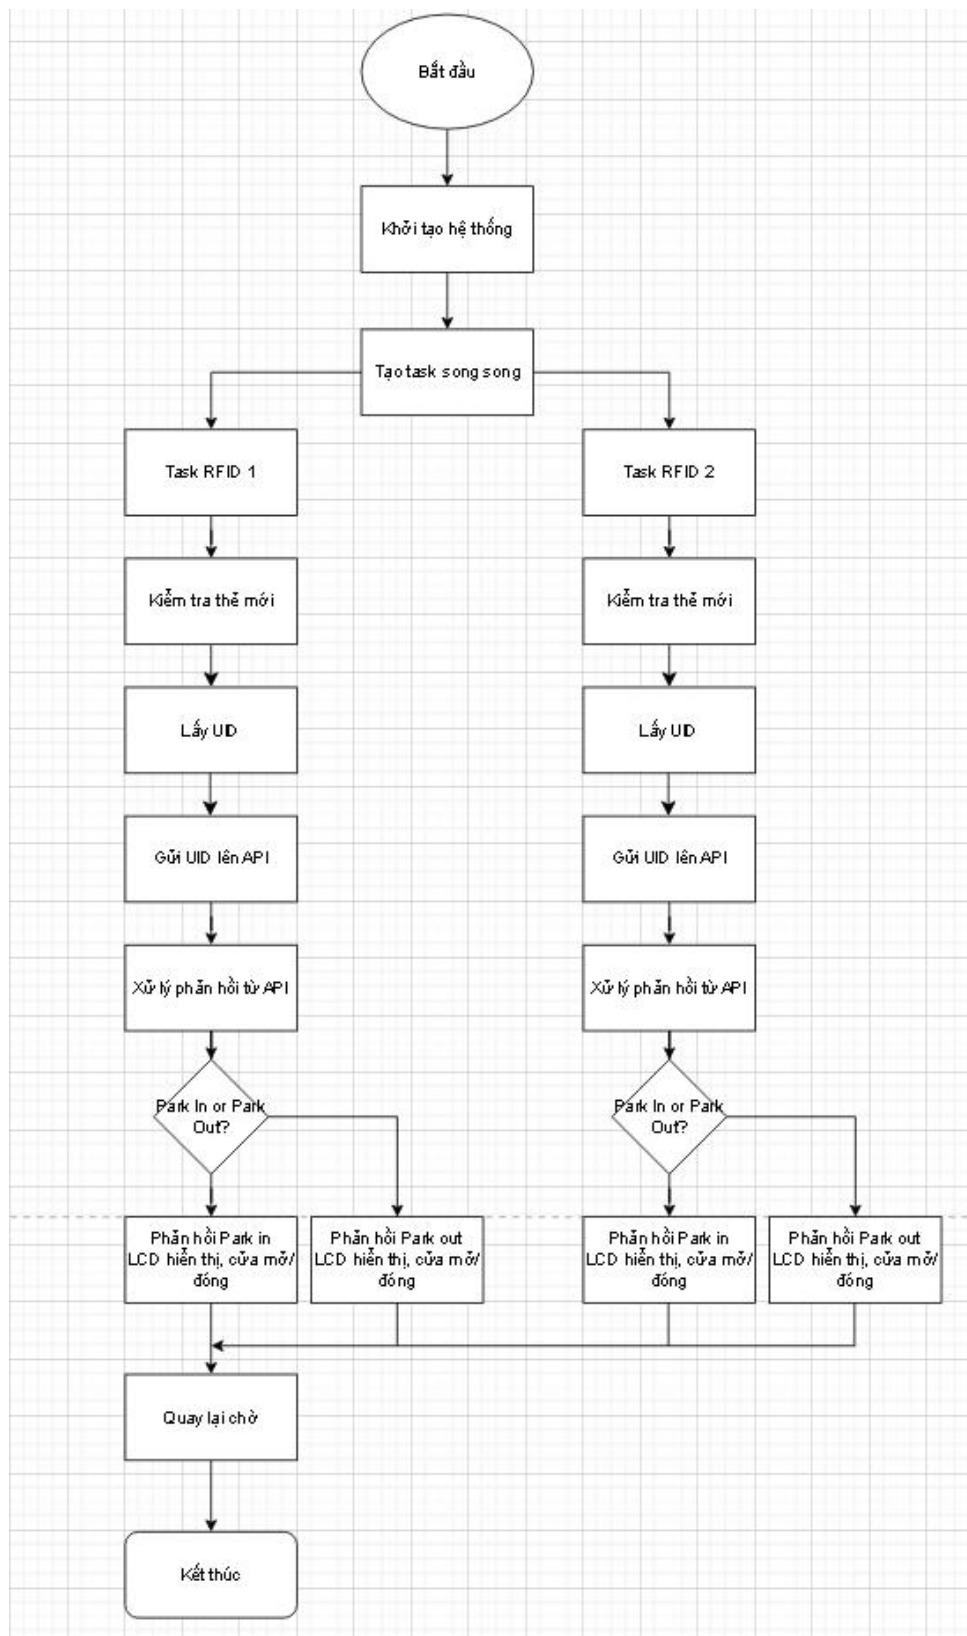 Bắt đầu
Khởi tạo hệ thống
Tạo task song song
Task RFID 1
Task RFID 2
Kiểm tra thẻ mới
Kiểm tra thẻ mới
Lấy UID
Lấy UID
Gửi UID lên API
Gửi UID lên API
Xử lý phản hồi từ API
Xử lý phản hồi từ API
Park In or Park
Out?
Park In or Park
Out?
Phản hồi Park in
LCD hiển thị, cửa mở/
đóng
Phản hồi Park out
LCD hiển thị, cửa mở/
đóng
Phản hồi Park in
LCD hiển thị, cửa mở/
đóng
Phản hồi Park out
LCD hiển thị, cửa mở/
đóng
Quay lại chờ
Kết thúc